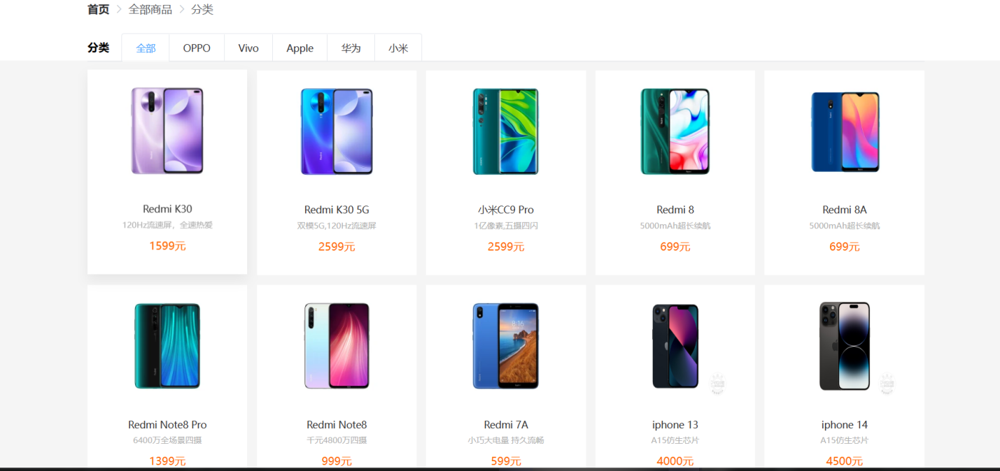 首页 > 全部商品 > 分类
分类 全部 OPPO Vivo Apple 华为 小米
Redmi K30
120Hz流速屏，全速热爱
1599元
Redmi K30 5G
双模5G,120Hz流速屏
2599元
小米CC9 Pro
1亿像素,五摄四闪
2599元
Redmi 8
5000mAh超长续航
699元
Redmi 8A
5000mAh超长续航
699元
Redmi Note8 Pro
6400万全场景四摄
1399元
Redmi Note8
千元4800万四摄
999元
8:16
Redmi 7A
小巧大电量 持久流畅
599元
iphone 13
A15仿生芯片
4000元
iphone 14
A15仿生芯片
4500元